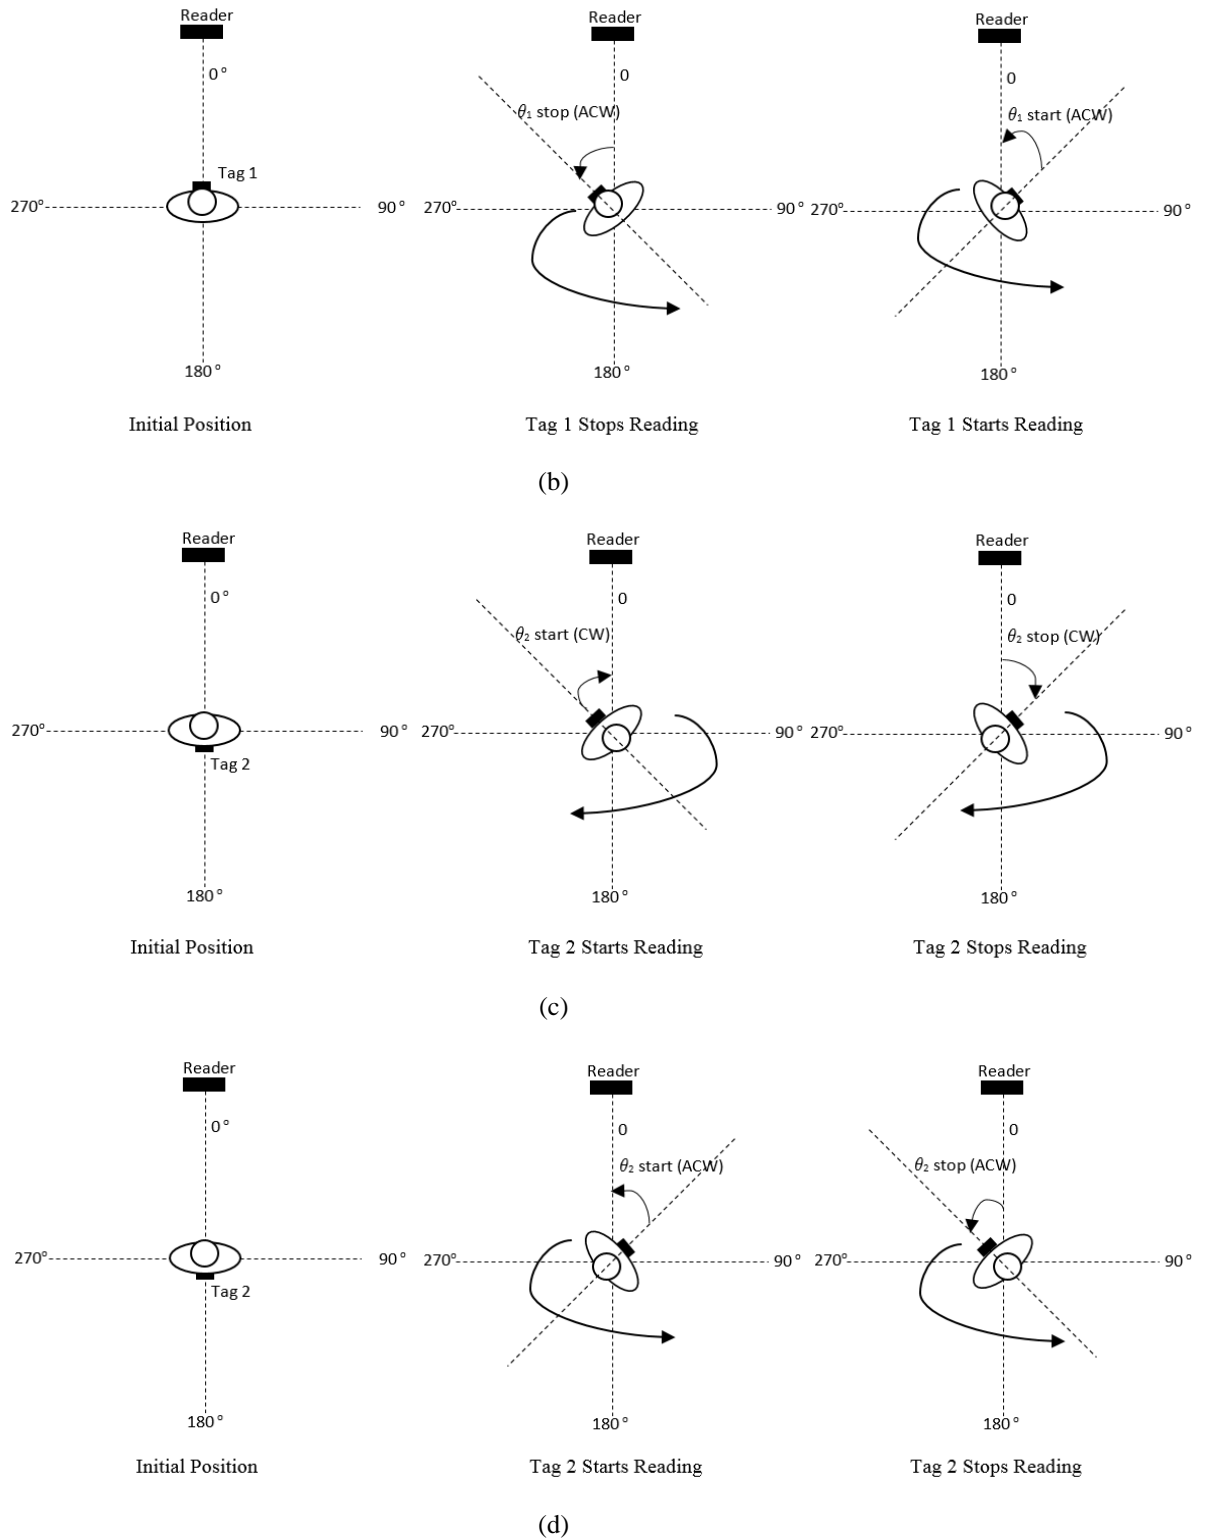 Reader
0°
Tag 1
270°
90°
180°
Initial Position
Reader
0
θ1 stop (ACW)
270°
90°
180°
Tag 1 Stops Reading
Reader
0
θ1 start (ACW)
270°
90°
180°
Tag 1 Starts Reading
(b)
Reader
0°
270°
90°
Tag 2
180°
Initial Position
Reader
0
θ2 start (CW)
270°
90°
180°
Tag 2 Starts Reading
Reader
0
θ2 stop (CW)
270°
90°
180°
Tag 2 Stops Reading
(c)
Reader
0°
270°
90°
Tag 2
180°
Initial Position
Reader
0
θ2 start (ACW)
270°
90°
180°
Tag 2 Starts Reading
Reader
0
θ2 stop (ACW)
270°
90°
180°
Tag 2 Stops Reading
(d)